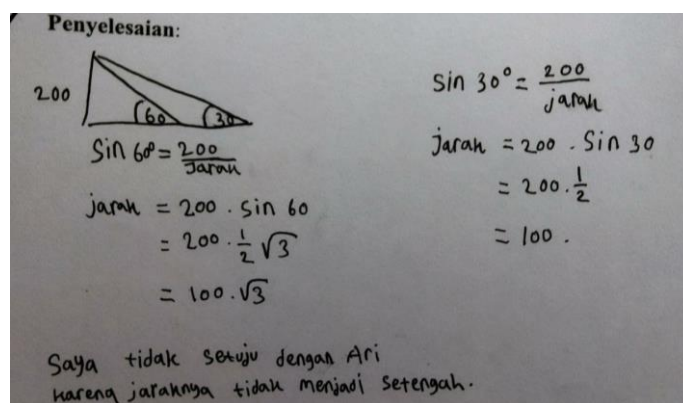 Penyelesaian:
200
60
30
Sin 60° = 200 / Jarak
jarak = 200 . sin 60
= 200 . 1/2 √3
= 100 . √3
Sin 30° = 200 / jarak
jarak = 200 . Sin 30
= 200 . 1/2
= 100 .
Saya tidak setuju dengan Ari
karena jaraknya tidak menjadi setengah.